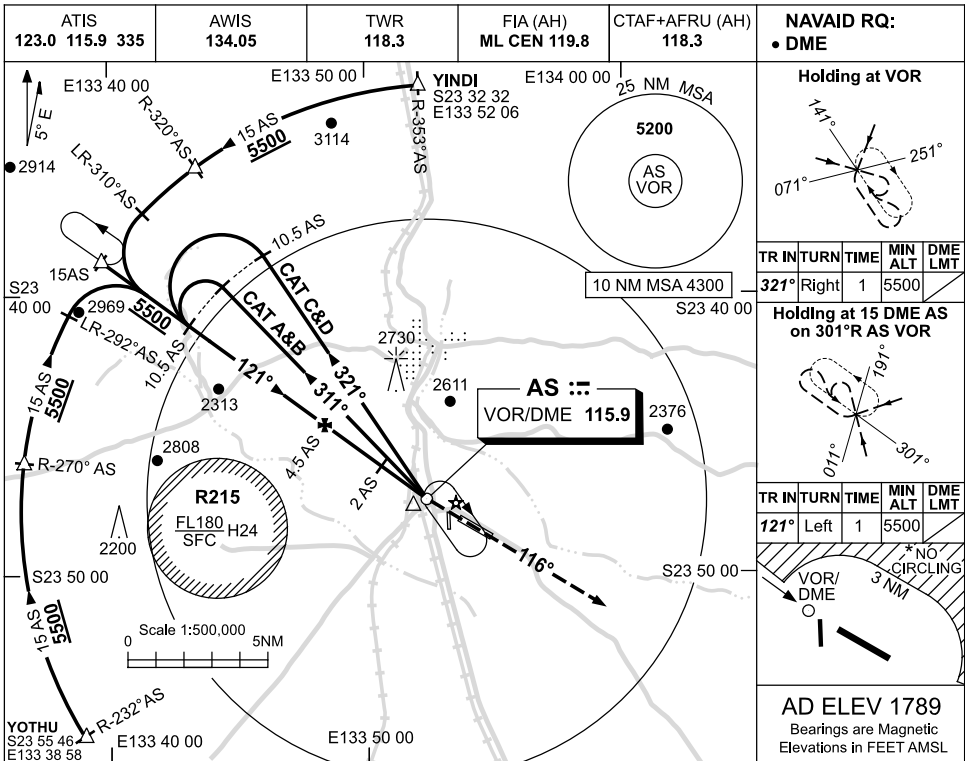 ATIS
123.0 115.9 335
AWIS
134.05
TWR
118.3
FIA (AH)
ML CEN 119.8
CTAF+AFRU (AH)
118.3
NAVAID RQ:
• DME
E133 40 00
E133 50 00
E134 00 00
YINDI
S23 32 32
E133 52 06
5° E
2914
R-320°AS
15 AS
5500
3114
R-353°AS
25 NM MSA
5200
AS
VOR
10 NM MSA 4300
LR-310°AS
15AS
10.5 AS
S23
40 00
S23 40 00
2969
5500
LR-292°AS
10.5 AS
CAT C&D
CAT A&B
121°
311°
321°
2730
2611
2313
AS
VOR/DME 115.9
2376
15 AS
5500
4.5 AS
2 AS
R-270° AS
2808
R215
FL180
SFC
H24
2200
116°
S23 50 00
S23 50 00
15 AS
5500
Scale 1:500,000
0
5NM
R-232°AS
YOTHU
S23 55 46
E133 38 58
E133 40 00
E133 50 00
Holding at VOR
141°
251°
071°
TR IN TURN TIME MIN ALT DME LMT
321° Right 1 5500
Holding at 15 DME AS
on 301°R AS VOR
191°
011°
301°
TR IN TURN TIME MIN ALT DME LMT
121° Left 1 5500
*NO
CIRCLING
3 NM
VOR/
DME
AD ELEV 1789
Bearings are Magnetic
Elevations in FEET AMSL